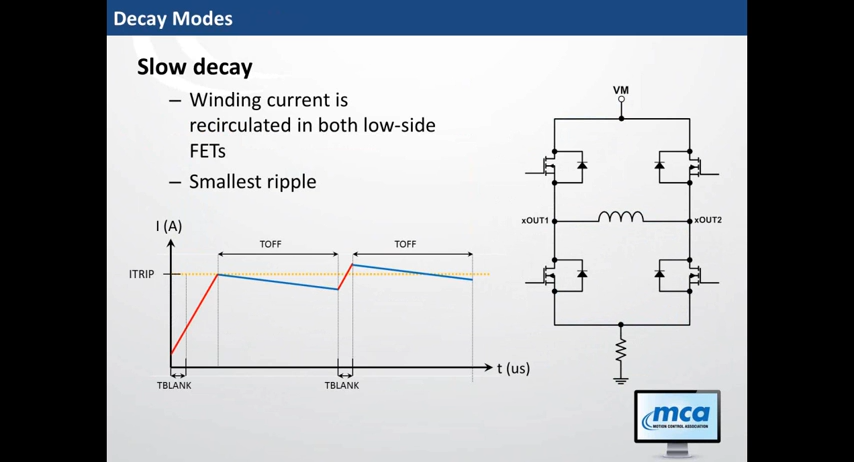 Decay Modes
Slow decay
– Winding current is
recirculated in both low-side
FETs
– Smallest ripple
I (A)
TOFF
TOFF
ITRIP
t (us)
TBLANK
TBLANK
VM
xOUT1
xOUT2
mca
MOTION CONTROL ASSOCIATION